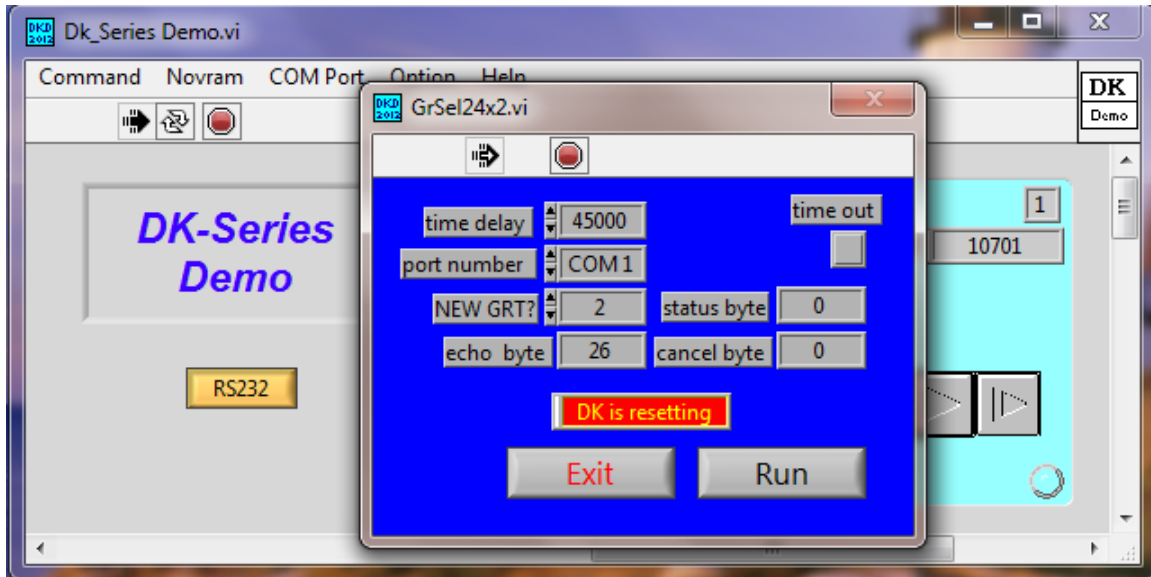 DKD
2012
Dk_Series Demo.vi
Command Novram COM Port Option Help
DK
Demo
DKD
2012
GrSel24x2.vi
DK-Series
Demo
RS232
time delay 45000
time out
port number COM 1
NEW GRT? 2
status byte 0
echo byte 26
cancel byte 0
DK is resetting
Exit
Run
1
10701